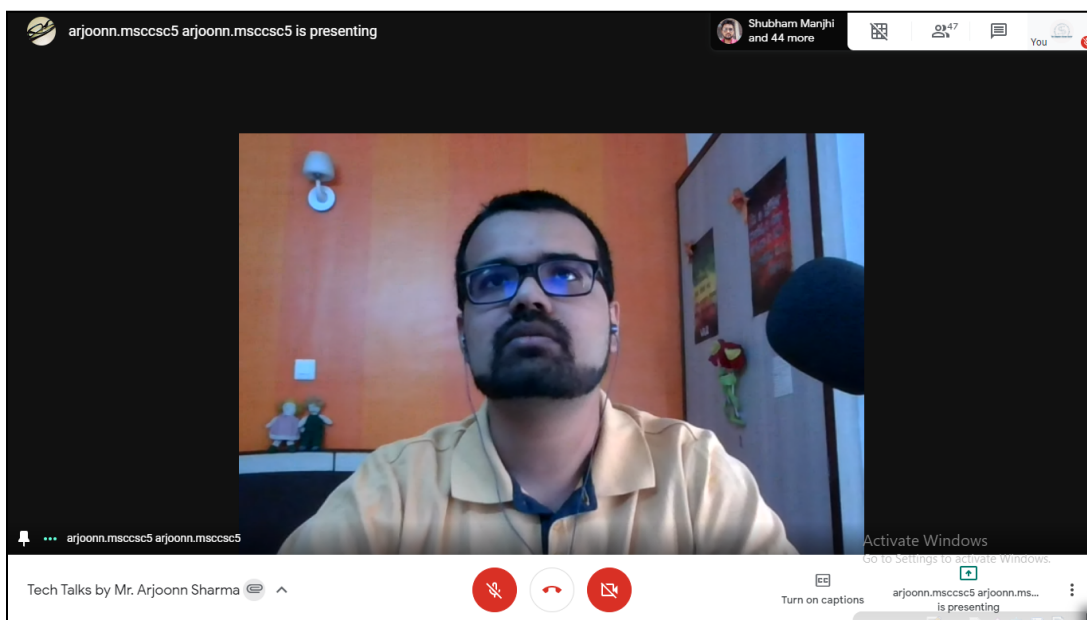 arjoonn.msccsc5 arjoonn.msccsc5 is presenting
Shubham Manjhi
and 44 more
47
You
arjoonn.msccsc5 arjoonn.msccsc5
Activate Windows
Go to Settings to activate Windows.
Tech Talks by Mr. Arjoonn Sharma
CC
Turn on captions
arjoonn.msccsc5 arjoonn.ms...
is presenting